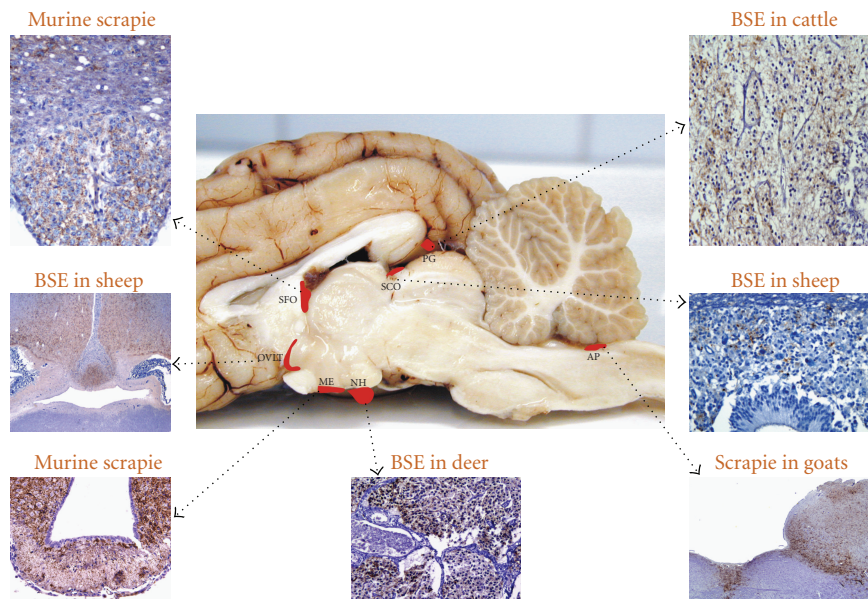 Murine scrapie
BSE in cattle
PG
BSE in sheep
BSE in sheep
SCO
SFO
OVLT
AP
ME
NH
Murine scrapie
BSE in deer
Scrapie in goats